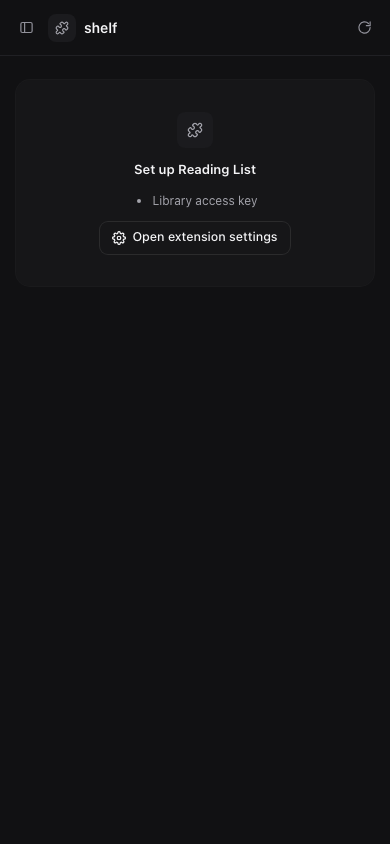 shelf
Set up Reading List
• Library access key
Open extension settings